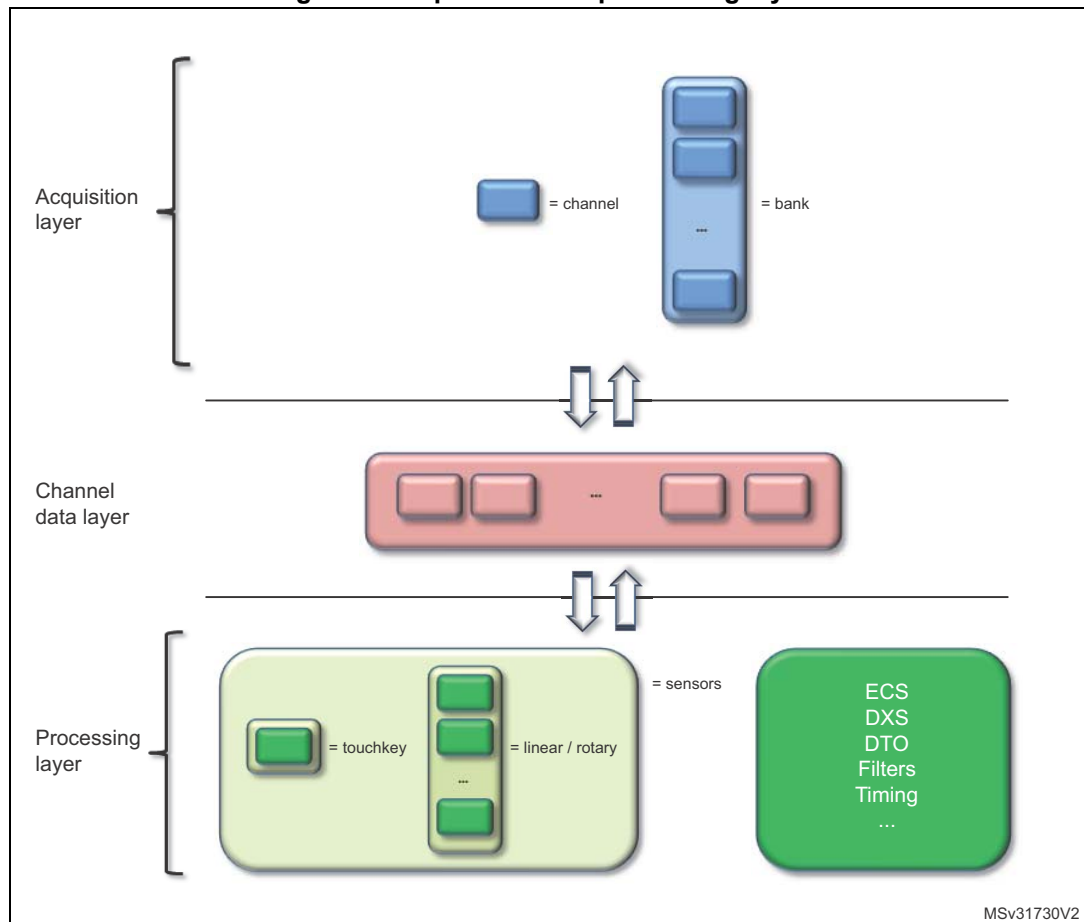 Acquisition
layer
= channel
...
= bank
Channel
data layer
...
= sensors
Processing
layer
= touchkey
...
= linear / rotary
ECS
DXS
DTO
Filters
Timing
...
MSv31730V2